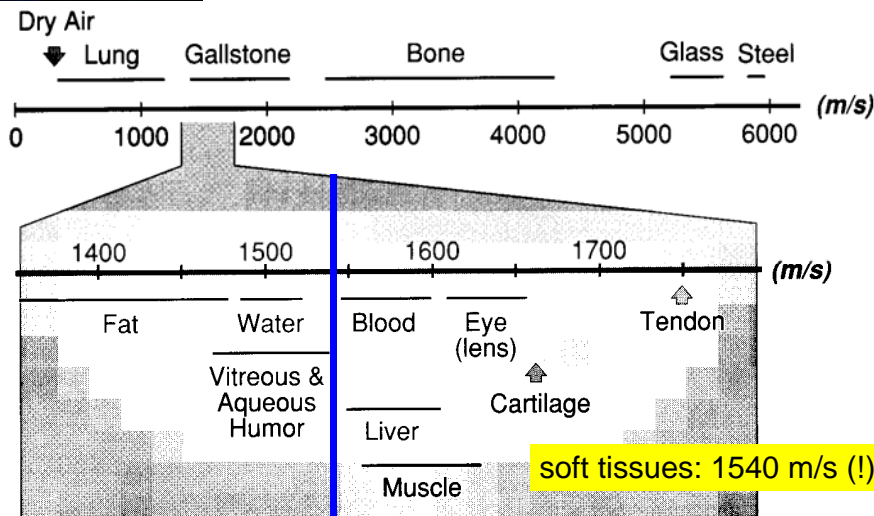 Dry Air
Lung Gallstone Bone Glass Steel
(m/s)
0 1000 2000 3000 4000 5000 6000
1400 1500 1600 1700
(m/s)
Fat Water Blood Eye (lens) Tendon
Vitreous & Aqueous Humor
Cartilage
Liver
soft tissues: 1540 m/s (!)
Muscle